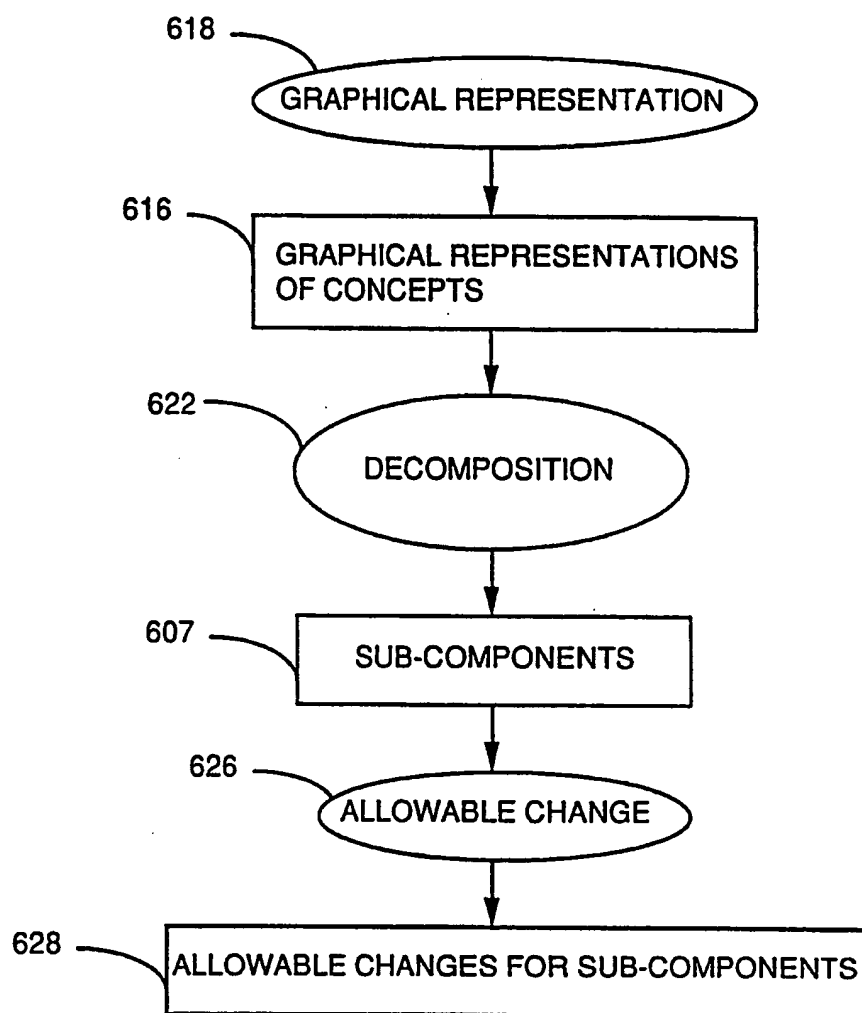 618
GRAPHICAL REPRESENTATION
616
GRAPHICAL REPRESENTATIONS
OF CONCEPTS
622
DECOMPOSITION
607
SUB-COMPONENTS
626
ALLOWABLE CHANGE
628
ALLOWABLE CHANGES FOR SUB-COMPONENTS